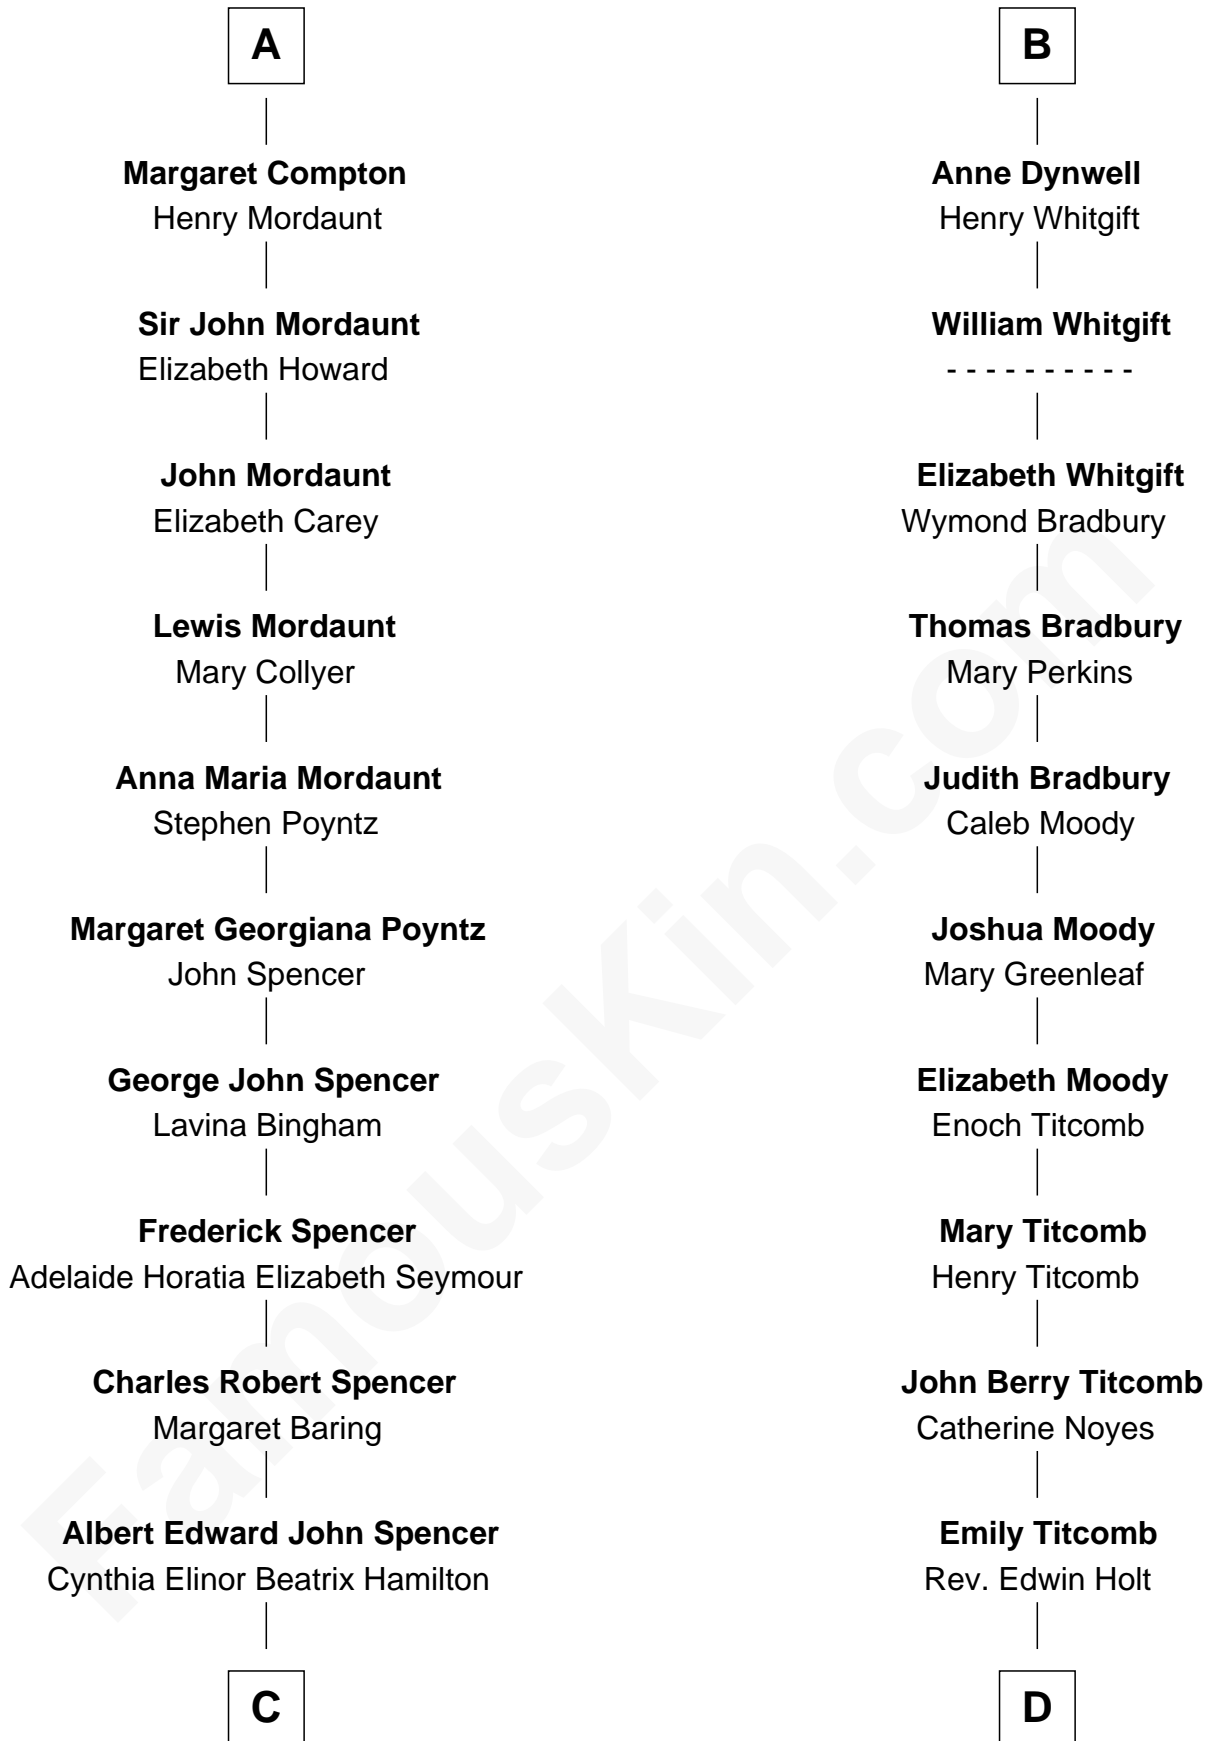 A
Margaret Compton
Henry Mordaunt
Sir John Mordaunt
Elizabeth Howard
John Mordaunt
Elizabeth Carey
Lewis Mordaunt
Mary Collyer
Anna Maria Mordaunt
Stephen Poyntz
Margaret Georgiana Poyntz
John Spencer
George John Spencer
Lavina Bingham
Frederick Spencer
Adelaide Horatia Elizabeth Seymour
Charles Robert Spencer
Margaret Baring
Albert Edward John Spencer
Cynthia Elinor Beatrix Hamilton
C
B
Anne Dynwell
Henry Whitgift
William Whitgift
- - - - - - - - - -
Elizabeth Whitgift
Wymond Bradbury
Thomas Bradbury
Mary Perkins
Judith Bradbury
Caleb Moody
Joshua Moody
Mary Greenleaf
Elizabeth Moody
Enoch Titcomb
Mary Titcomb
Henry Titcomb
John Berry Titcomb
Catherine Noyes
Emily Titcomb
Rev. Edwin Holt
D
FamousKin.com